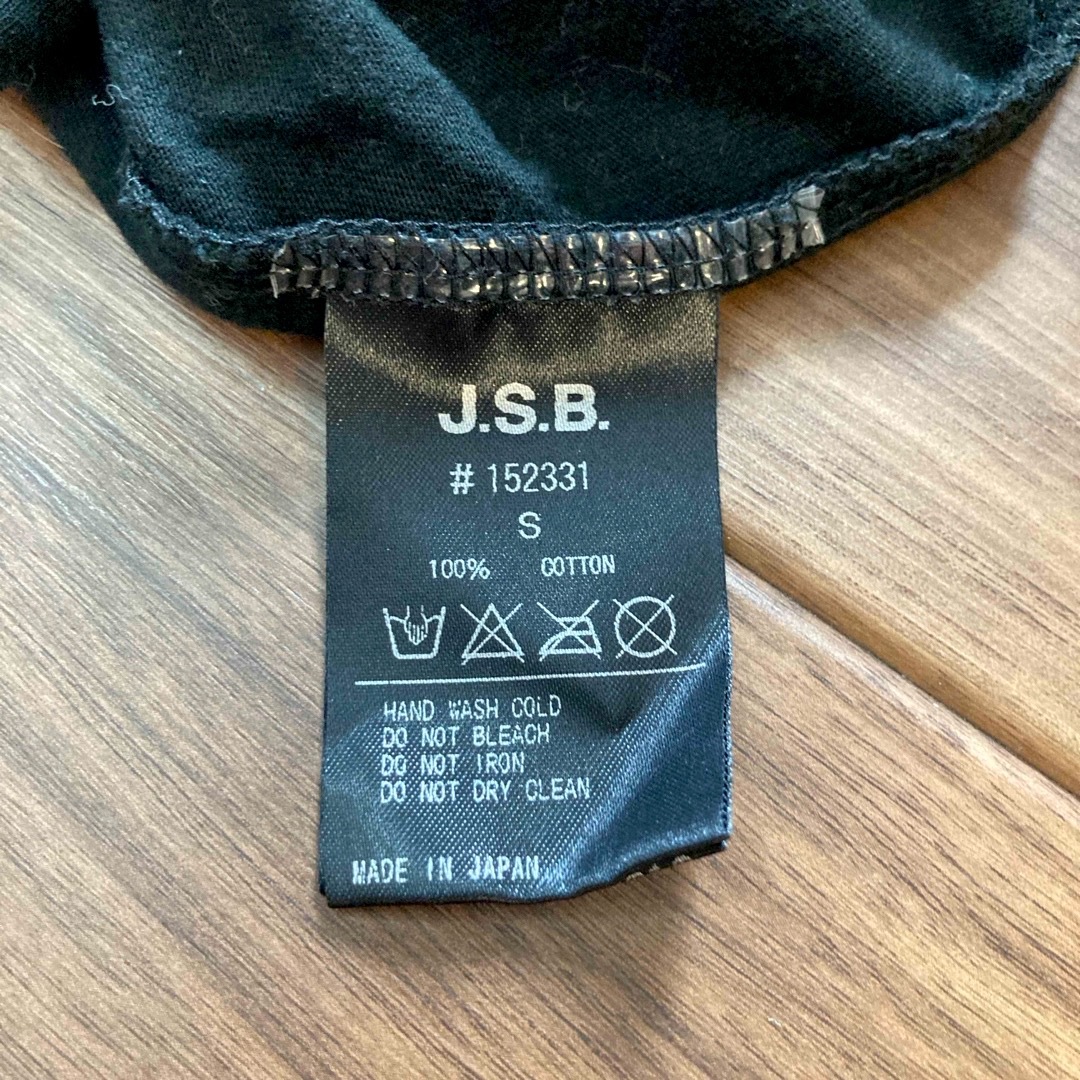 J.S.B.
# 152331
S
100% COTTON
HAND WASH COLD
DO NOT BLEACH
DO NOT IRON
DO NOT DRY CLEAN
MADE IN JAPAN